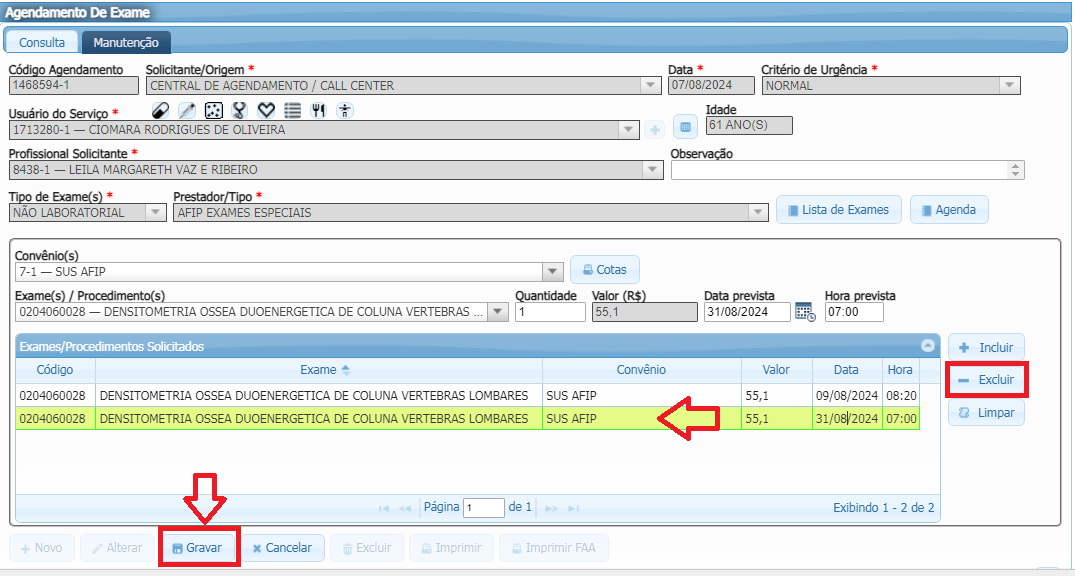 Agendamento De Exame
Consulta Manutenção
Código Agendamento Solicitante/Origem * Data * Critério de Urgência *
1468594-1 CENTRAL DE AGENDAMENTO / CALL CENTER 07/08/2024 NORMAL
Usuário do Serviço * Idade
1713280-1 — CIOMARA RODRIGUES DE OLIVEIRA 61 ANO(S)
Profissional Solicitante * Observação
8438-1 — LEILA MARGARETH VAZ E RIBEIRO
Tipo de Exame(s) * Prestador/Tipo *
NÃO LABORATORIAL AFIP EXAMES ESPECIAIS Lista de Exames Agenda
Convênio(s)
7-1 — SUS AFIP Cotas
Exame(s) / Procedimento(s) Quantidade Valor (R$) Data prevista Hora prevista
0204060028 — DENSITOMETRIA OSSEA DUOENERGETICA DE COLUNA VERTEBRAS ... 1 55,1 31/08/2024 07:00
Exames/Procedimentos Solicitados Incluir
Código Exame Convênio Valor Data Hora
Excluir
0204060028 DENSITOMETRIA OSSEA DUOENERGETICA DE COLUNA VERTEBRAS LOMBARES SUS AFIP 55,1 09/08/2024 08:20
0204060028 DENSITOMETRIA OSSEA DUOENERGETICA DE COLUNA VERTEBRAS LOMBARES SUS AFIP 55,1 31/08/2024 07:00
Limpar
Página 1 de 1 Exibindo 1 - 2 de 2
Novo Alterar Gravar Cancelar Excluir Imprimir Imprimir FAA